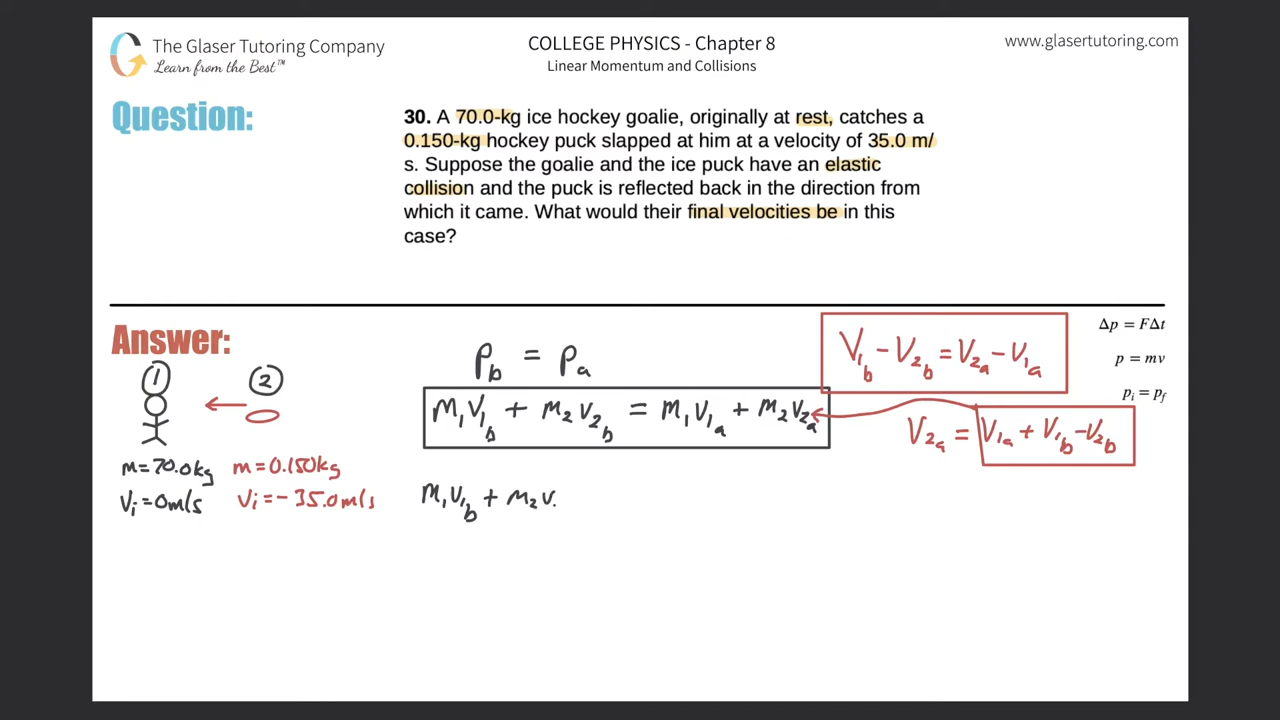 The Glaser Tutoring Company
Learn from the Best™
COLLEGE PHYSICS - Chapter 8
Linear Momentum and Collisions
www.glasertutoring.com
Question:
30. A 70.0-kg ice hockey goalie, originally at rest, catches a
0.150-kg hockey puck slapped at him at a velocity of 35.0 m/
s. Suppose the goalie and the ice puck have an elastic
collision and the puck is reflected back in the direction from
which it came. What would their final velocities be in this
case?
Answer:
1
2
m=70.0kg
Vi=0m/s
m=0.150kg
Vi=-35.0m/s
Pb = Pa
m1V1b + m2V2b = m1V1a + m2V2a
m1V1b + m2V.
V1b - V2b = V2a - V1a
V2a = V1a + V1b - V2b
Δp = FΔt
p = mv
pi = pf